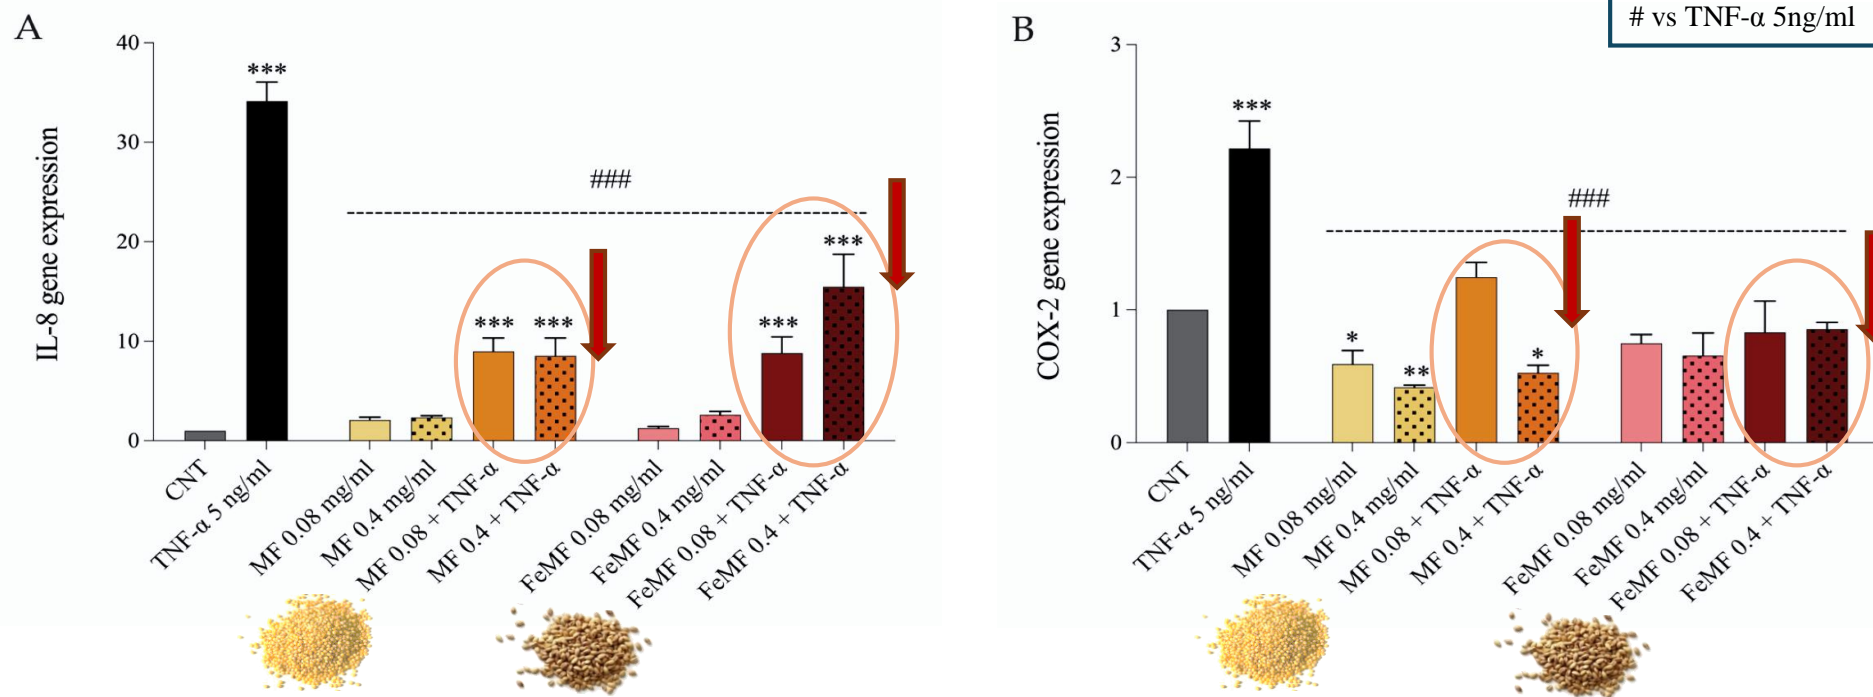 A
IL-8 gene expression
40
30
20
10
0
***
###
***
***
***
***
CNT
TNF-α 5 ng/ml
MF 0.08 mg/ml
MF 0.4 mg/ml
MF 0.08 + TNF-α
MF 0.4 + TNF-α
FeMF 0.08 mg/ml
FeMF 0.4 mg/ml
FeMF 0.08 + TNF-α
FeMF 0.4 + TNF-α
B
# vs TNF-α 5ng/ml
COX-2 gene expression
3
2
1
0
***
###
*
**
*
CNT
TNF-α 5 ng/ml
MF 0.08 mg/ml
MF 0.4 mg/ml
MF 0.08 + TNF-α
MF 0.4 + TNF-α
FeMF 0.08 mg/ml
FeMF 0.4 mg/ml
FeMF 0.08 + TNF-α
FeMF 0.4 + TNF-α